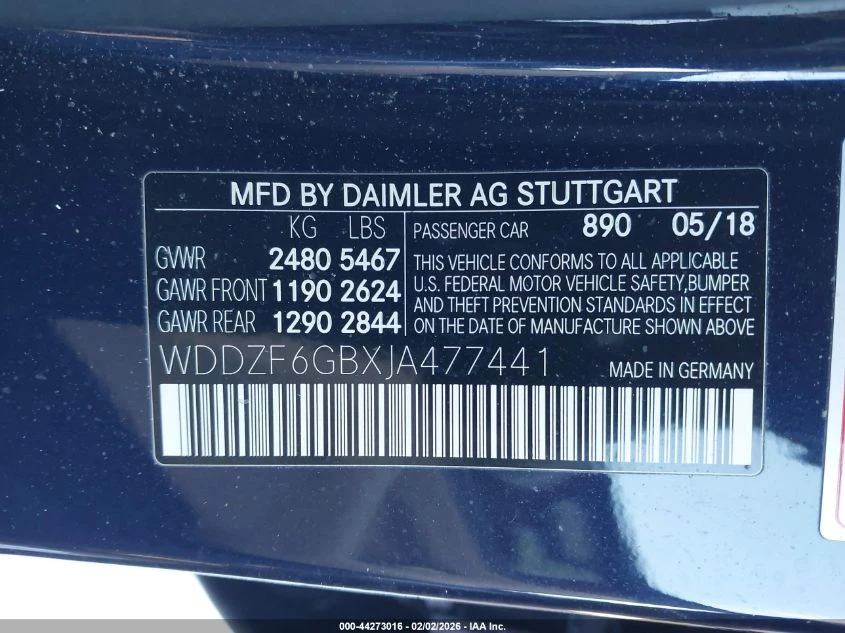 MFD BY DAIMLER AG STUTTGART
KG LBS
GVWR 2480 5467
GAWR FRONT 1190 2624
GAWR REAR 1290 2844
PASSENGER CAR 890 05/18
THIS VEHICLE CONFORMS TO ALL APPLICABLE
U.S. FEDERAL MOTOR VEHICLE SAFETY,BUMPER
AND THEFT PREVENTION STANDARDS IN EFFECT
ON THE DATE OF MANUFACTURE SHOWN ABOVE
WDDZF6GBXJA477441
MADE IN GERMANY
000-44273016 - 02/02/2026 - IAA Inc.